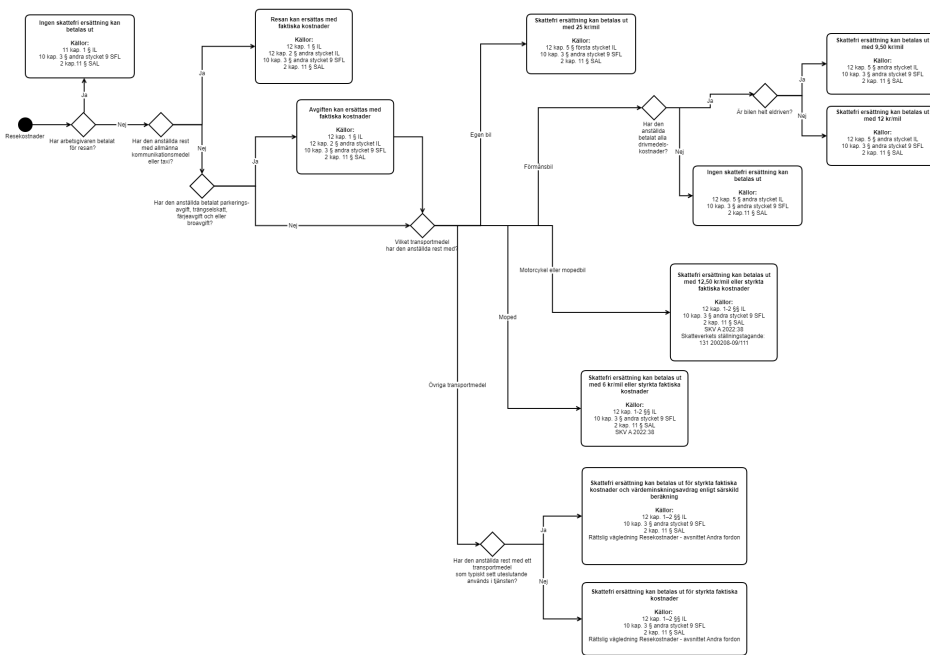 Resekostnader
Har arbetsgivaren betalat
för resan?
Ja
Ingen skattefri ersättning kan
betalas ut
Källor:
11 kap. 1 § IL
10 kap. 3 § andra stycket 9 SFL
2 kap.11 § SAL
Nej
Har den anställda rest
med allmänna
kommunikationsmedel
eller taxi?
Ja
Resan kan ersättas med
faktiska kostnader
Källor:
12 kap. 1 § IL
12 kap. 2 § andra stycket IL
10 kap. 3 § andra stycket 9 SFL
2 kap. 11 § SAL
Nej
Har den anställda betalat parkerings-
avgift, trängselskatt,
färjeavgift och eller
broavgift?
Ja
Avgiften kan ersättas med
faktiska kostnader
Källor:
12 kap. 1 § IL
12 kap. 2 § andra stycket IL
10 kap. 3 § andra stycket 9 SFL
2 kap. 11 § SAL
Nej
Vilket transportmedel
har den anställda rest med?
Egen bil
Skattefri ersättning kan betalas ut
med 25 kr/mil
Källor:
12 kap. 5 § första stycket IL
10 kap. 3 § andra stycket 9 SFL
2 kap. 11 § SAL
Förmånsbil
Har den
anställda
betalat alla
drivmedels-
kostnader?
Ja
Är bilen helt eldriven?
Ja
Skattefri ersättning kan betalas ut
med 9,50 kr/mil
Källor:
12 kap. 5 § andra stycket IL
10 kap. 3 § andra stycket 9 SFL
2 kap. 11 § SAL
Nej
Skattefri ersättning kan betalas ut
med 12 kr/mil
Källor:
12 kap. 5 § andra stycket IL
10 kap. 3 § andra stycket 9 SFL
2 kap. 11 § SAL
Nej
Ingen skattefri ersättning kan
betalas ut
Källor:
12 kap. 5 § andra stycket IL
10 kap. 3 § andra stycket 9 SFL
2 kap.11 § SAL
Motorcykel eller mopedbil
Skattefri ersättning kan betalas ut
med 12,50 kr/mil eller styrkta
faktiska kostnader
Källor:
12 kap. 1-2 §§ IL
10 kap. 3 § andra stycket 9 SFL
2 kap. 11 § SAL
SKV A 2022:38
Skatteverkets ställningstagande:
131 200208-09/111
Moped
Skattefri ersättning kan betalas ut
med 6 kr/mil eller styrkta faktiska
kostnader
Källor:
12 kap. 1-2 §§ IL
10 kap. 3 § andra stycket 9 SFL
2 kap. 11 § SAL
SKV A 2022:38
Övriga transportmedel
Har den anställda rest med ett
transportmedel
som typiskt sett uteslutande
används i tjänsten?
Ja
Skattefri ersättning kan betalas ut för styrkta faktiska
kostnader och värdeminskningsavdrag enligt särskild
beräkning
Källor:
12 kap. 1–2 §§ IL
10 kap. 3 § andra stycket 9 SFL
2 kap. 11 § SAL
Rättslig vägledning Resekostnader - avsnittet Andra fordon
Nej
Skattefri ersättning kan betalas ut för styrkta faktiska
kostnader
Källor:
12 kap. 1–2 §§ IL
10 kap. 3 § andra stycket 9 SFL
2 kap. 11 § SAL
Rättslig vägledning Resekostnader - avsnittet Andra fordon